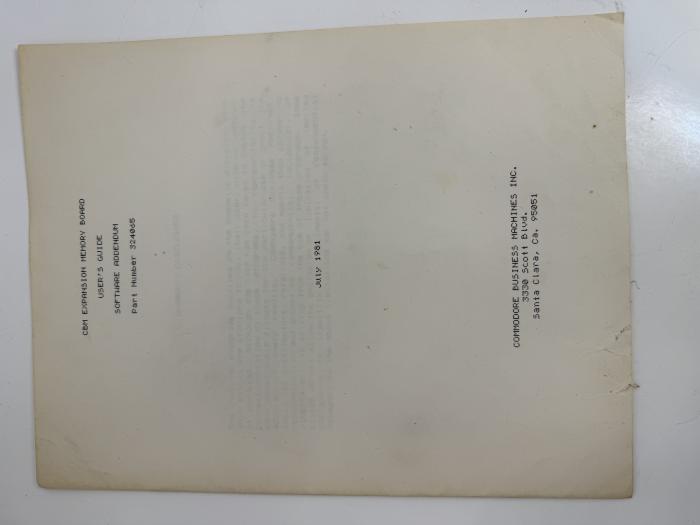 CBM EXPANSION MEMORY BOARD
USER'S GUIDE
SOFTWARE ADDENDUM
Part Number 324065
July 1981
COMMODORE BUSINESS MACHINES INC.
3330 Scott Blvd.
Santa Clara, Ca. 95051